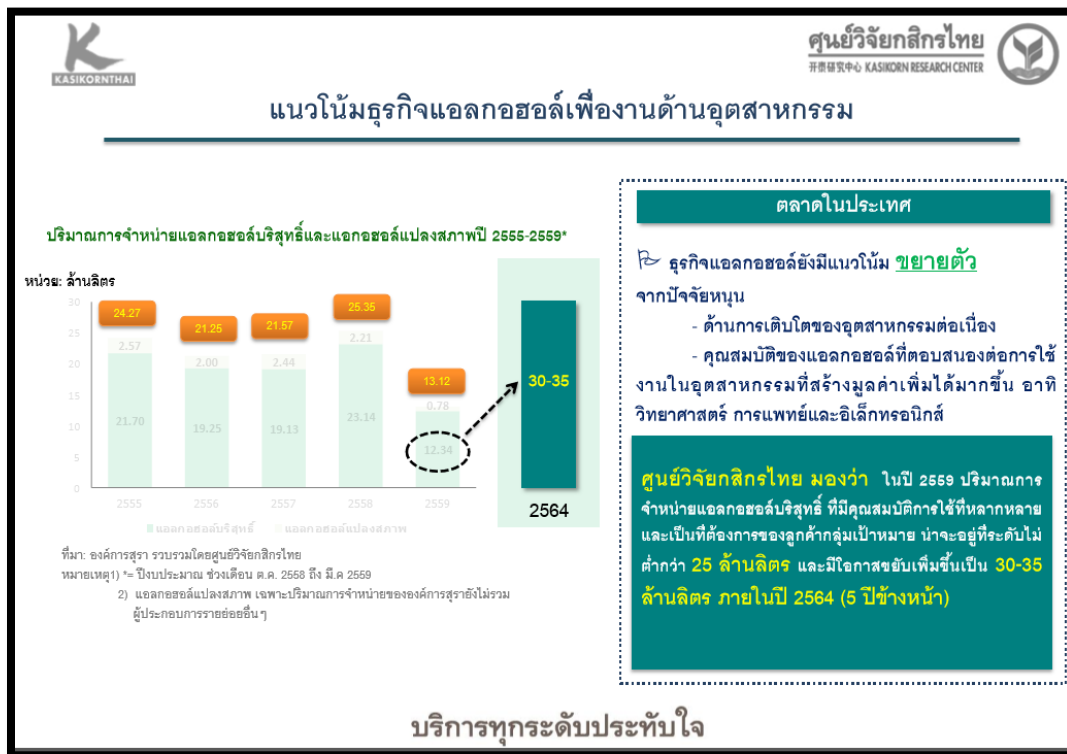 KASIKORNTHAI
ศูนย์วิจัยกสิกรไทย
开泰研究中心 KASIKORN RESEARCH CENTER
แนวโน้มธุรกิจแอลกอฮอล์เพื่องานด้านอุตสาหกรรม
ปริมาณการจำหน่ายแอลกอฮอล์บริสุทธิ์และแอกอฮอล์แปลงสภาพปี 2555-2559*
หน่วย: ล้านลิตร
30
25
20
15
10
5
0
24.27
21.25
21.57
25.35
13.12
2.57
2.00
2.44
2.21
0.78
21.70
19.25
19.13
23.14
12.34
30-35
2555
2556
2557
2558
2559
2564
แอลกอฮอล์บริสุทธิ์
แอลกอฮอล์แปลงสภาพ
ที่มา: องค์การสุรา รวบรวมโดยศูนย์วิจัยกสิกรไทย
หมายเหตุ1) *= ปีงบประมาณ ช่วงเดือน ต.ค. 2558 ถึง มี.ค 2559
2) แอลกอฮอล์แปลงสภาพ เฉพาะปริมาณการจำหน่ายขององค์การสุรายังไม่รวม
ผู้ประกอบการรายย่อยอื่นๆ
ตลาดในประเทศ
ธุรกิจแอลกอฮอล์ยังมีแนวโน้ม ขยายตัว
จากปัจจัยหนุน
- ด้านการเติบโตของอุตสาหกรรมต่อเนื่อง
- คุณสมบัติของแอลกอฮอล์ที่ตอบสนองต่อการใช้
งานในอุตสาหกรรมที่สร้างมูลค่าเพิ่มได้มากขึ้น อาทิ
วิทยาศาสตร์ การแพทย์และอิเล็กทรอนิกส์
ศูนย์วิจัยกสิกรไทย มองว่า ในปี 2559 ปริมาณการ
จำหน่ายแอลกอฮอล์บริสุทธิ์ ที่มีคุณสมบัติการใช้ที่หลากหลาย
และเป็นที่ต้องการของลูกค้ากลุ่มเป้าหมาย น่าจะอยู่ที่ระดับไม่
ต่ำกว่า 25 ล้านลิตร และมีโอกาสขยับเพิ่มขึ้นเป็น 30-35
ล้านลิตร ภายในปี 2564 (5 ปีข้างหน้า)
บริการทุกระดับประทับใจ